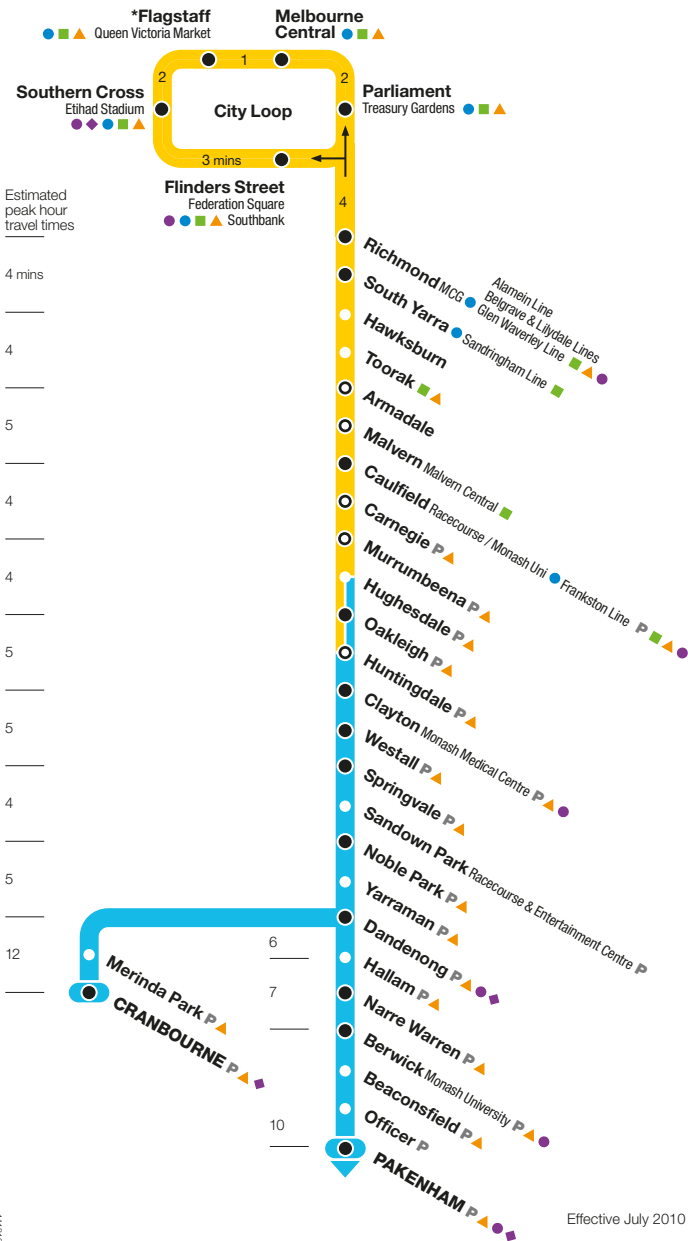 *Flagstaff
Queen Victoria Market
Melbourne
Central
1
2
2
Southern Cross
Etihad Stadium
City Loop
Parliament
Treasury Gardens
3 mins
Flinders Street
Federation Square
Southbank
4
Estimated
peak hour
travel times
4 mins
4
5
4
4
5
5
4
5
12
Richmond MCG
Alamein Line
Belgrave & Lilydale Lines
Glen Waverley Line
South Yarra Sandringham Line
Hawksburn
Toorak
Armadale
Malvern Malvern Central
Caulfield Racecourse / Monash Uni Frankston Line P
Carnegie P
Murrumbeena P
Hughesdale P
Oakleigh P
Huntingdale P
Clayton Monash Medical Centre P
Westall P
Springvale P
Sandown Park Racecourse & Entertainment Centre P
Noble Park P
Yarraman P
Dandenong P
6
Hallam P
7
Narre Warren P
Berwick Monash University P
Beaconsfield P
10
Officer P
PAKENHAM P
Merinda Park P
CRANBOURNE P
Effective July 2010